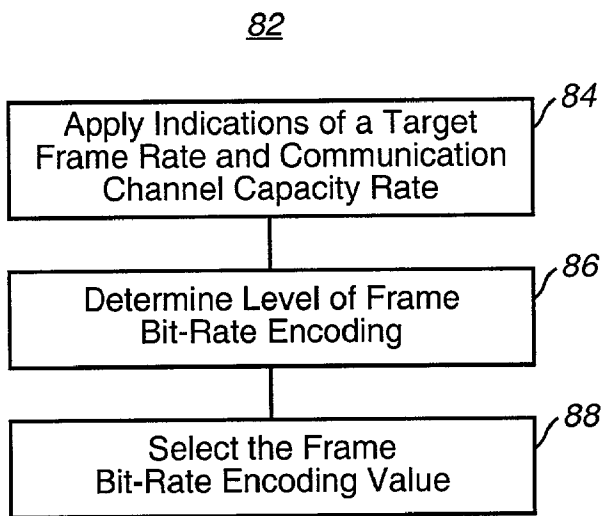 82
84
Apply Indications of a Target
Frame Rate and Communication
Channel Capacity Rate
86
Determine Level of Frame
Bit-Rate Encoding
88
Select the Frame
Bit-Rate Encoding Value